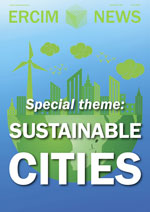 ERCIM NEWS
Special theme:
SUSTAINABLE
CITIES